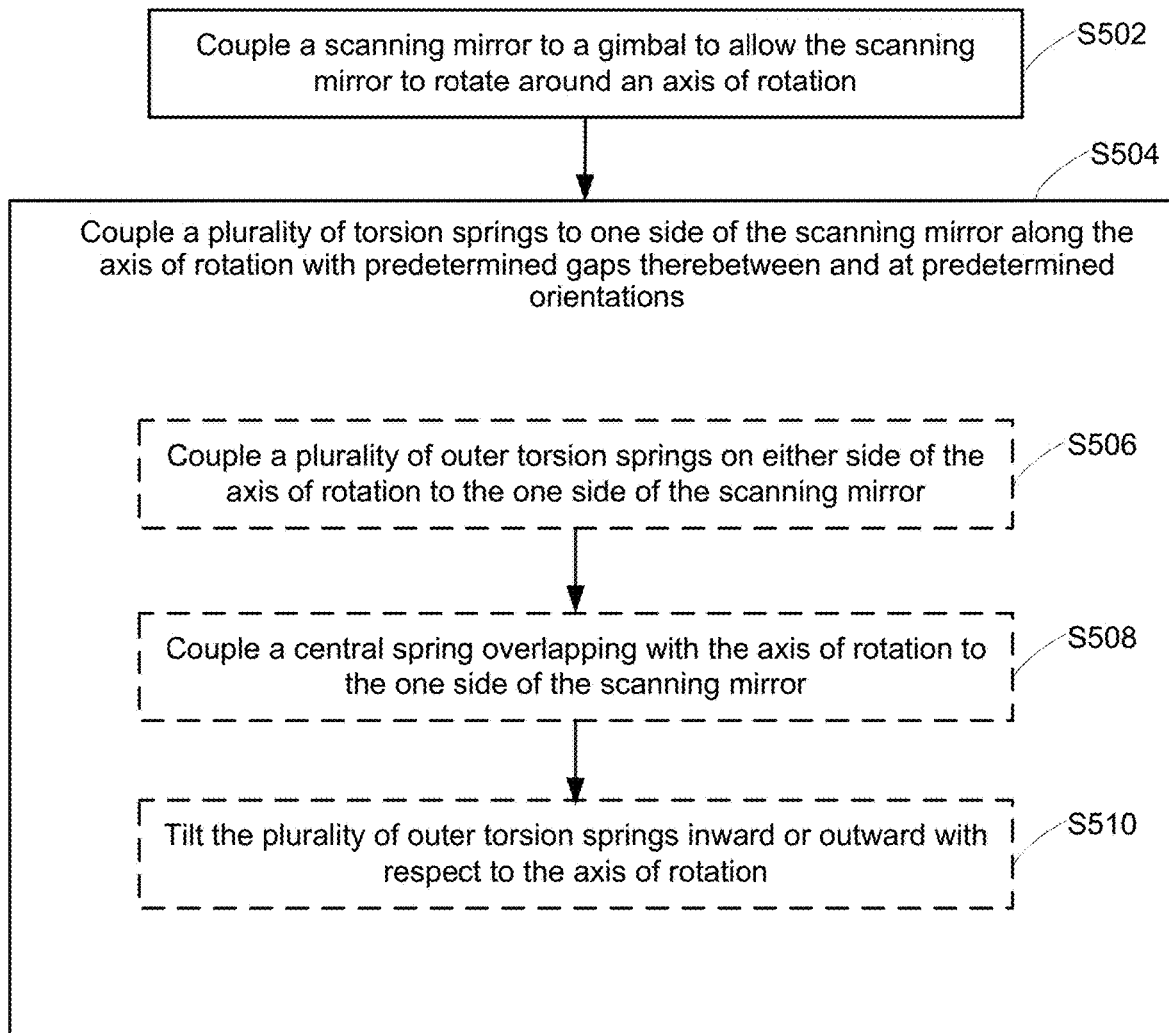 Couple a scanning mirror to a gimbal to allow the scanning
mirror to rotate around an axis of rotation
S502
S504
Couple a plurality of torsion springs to one side of the scanning mirror along the
axis of rotation with predetermined gaps therebetween and at predetermined
orientations
Couple a plurality of outer torsion springs on either side of the
axis of rotation to the one side of the scanning mirror
S506
Couple a central spring overlapping with the axis of rotation to
the one side of the scanning mirror
S508
Tilt the plurality of outer torsion springs inward or outward with
respect to the axis of rotation
S510